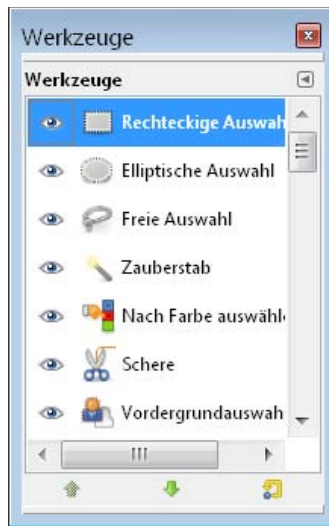 Werkzeuge
Werkzeuge
Rechteckige Auswah
Elliptische Auswahl
Freie Auswahl
Zauberstab
Nach Farbe auswähl
Schere
Vordergrundauswah